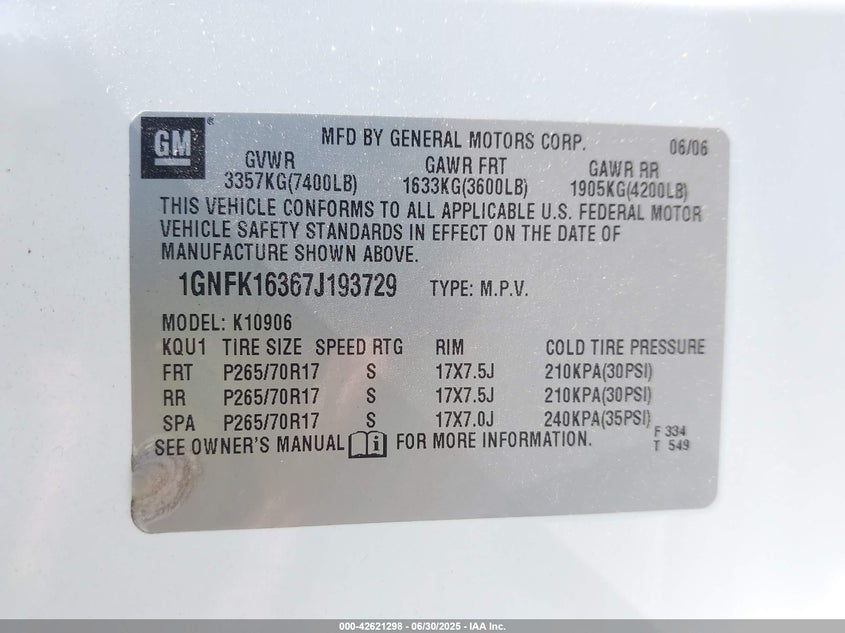 GM®
MFD BY GENERAL MOTORS CORP. 06/06
GVWR GAWR FRT GAWR RR
3357KG(7400LB) 1633KG(3600LB) 1905KG(4200LB)
THIS VEHICLE CONFORMS TO ALL APPLICABLE U.S. FEDERAL MOTOR
VEHICLE SAFETY STANDARDS IN EFFECT ON THE DATE OF
MANUFACTURE SHOWN ABOVE.
1GNFK16367J193729 TYPE: M.P.V.
MODEL: K10906
KQU1 TIRE SIZE SPEED RTG RIM COLD TIRE PRESSURE
FRT P265/70R17 S 17X7.5J 210KPA(30PSI)
RR P265/70R17 S 17X7.5J 210KPA(30PSI)
SPA P265/70R17 S 17X7.0J 240KPA(35PSI)
SEE OWNER'S MANUAL i FOR MORE INFORMATION.
F 334
T 549
000-42621298 - 06/30/2025 - IAA Inc.